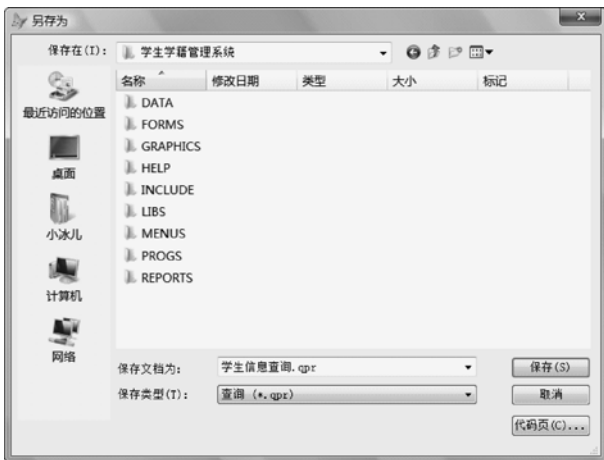 另存为
保存在(I): 学生学籍管理系统
名称 修改日期 类型 大小 标记
最近访问的位置
桌面
小冰儿
计算机
网络
DATA
FORMS
GRAPHICS
HELP
INCLUDE
LIBS
MENUS
PROGS
REPORTS
保存文档为: 学生信息查询.qpr 保存(S)
保存类型(T): 查询 (*.qpr) 取消
代码页(C)...